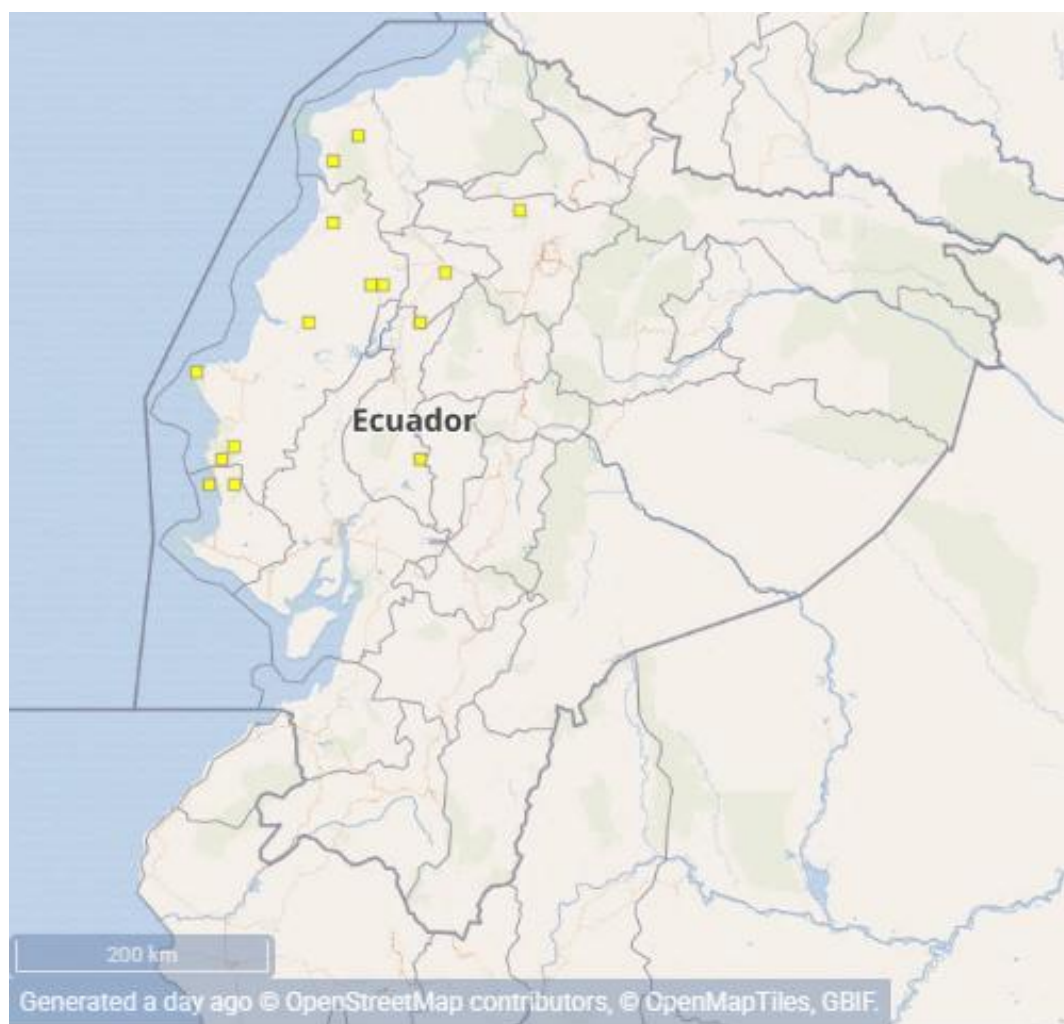 Ecuador
200 km
Generated a day ago © OpenStreetMap contributors, © OpenMapTiles, GBIF.